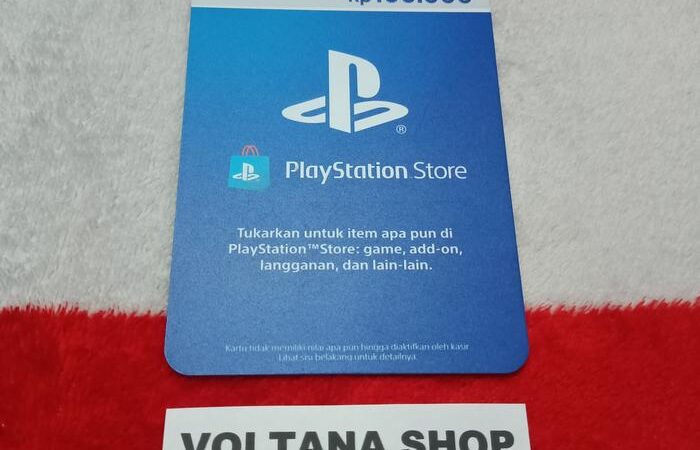 PlayStation Store
Tukarkan untuk item apa pun di
PlayStation™Store: game, add-on,
langganan, dan lain-lain.
Kartu tidak memiliki nilai apa pun hingga diaktifkan oleh kasir.
Lihat sisi belakang untuk detailnya.
VOLTANA SHOP